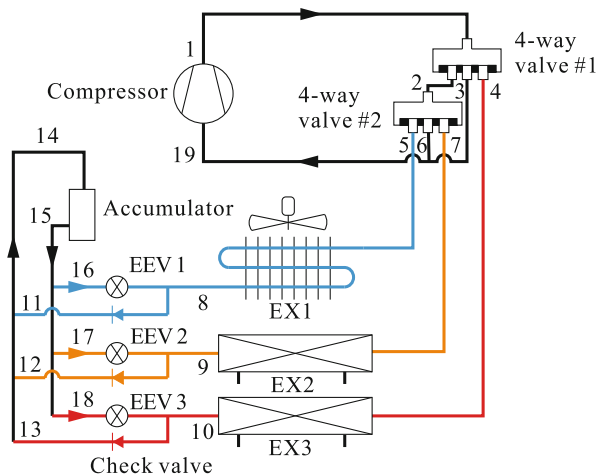 1
4-way
valve #1
Compressor
2
3
4
4-way
valve #2
14
19
5
6
7
15
Accumulator
16
EEV 1
11
8
EX1
17
EEV 2
12
9
EX2
18
EEV 3
13
10
EX3
Check valve